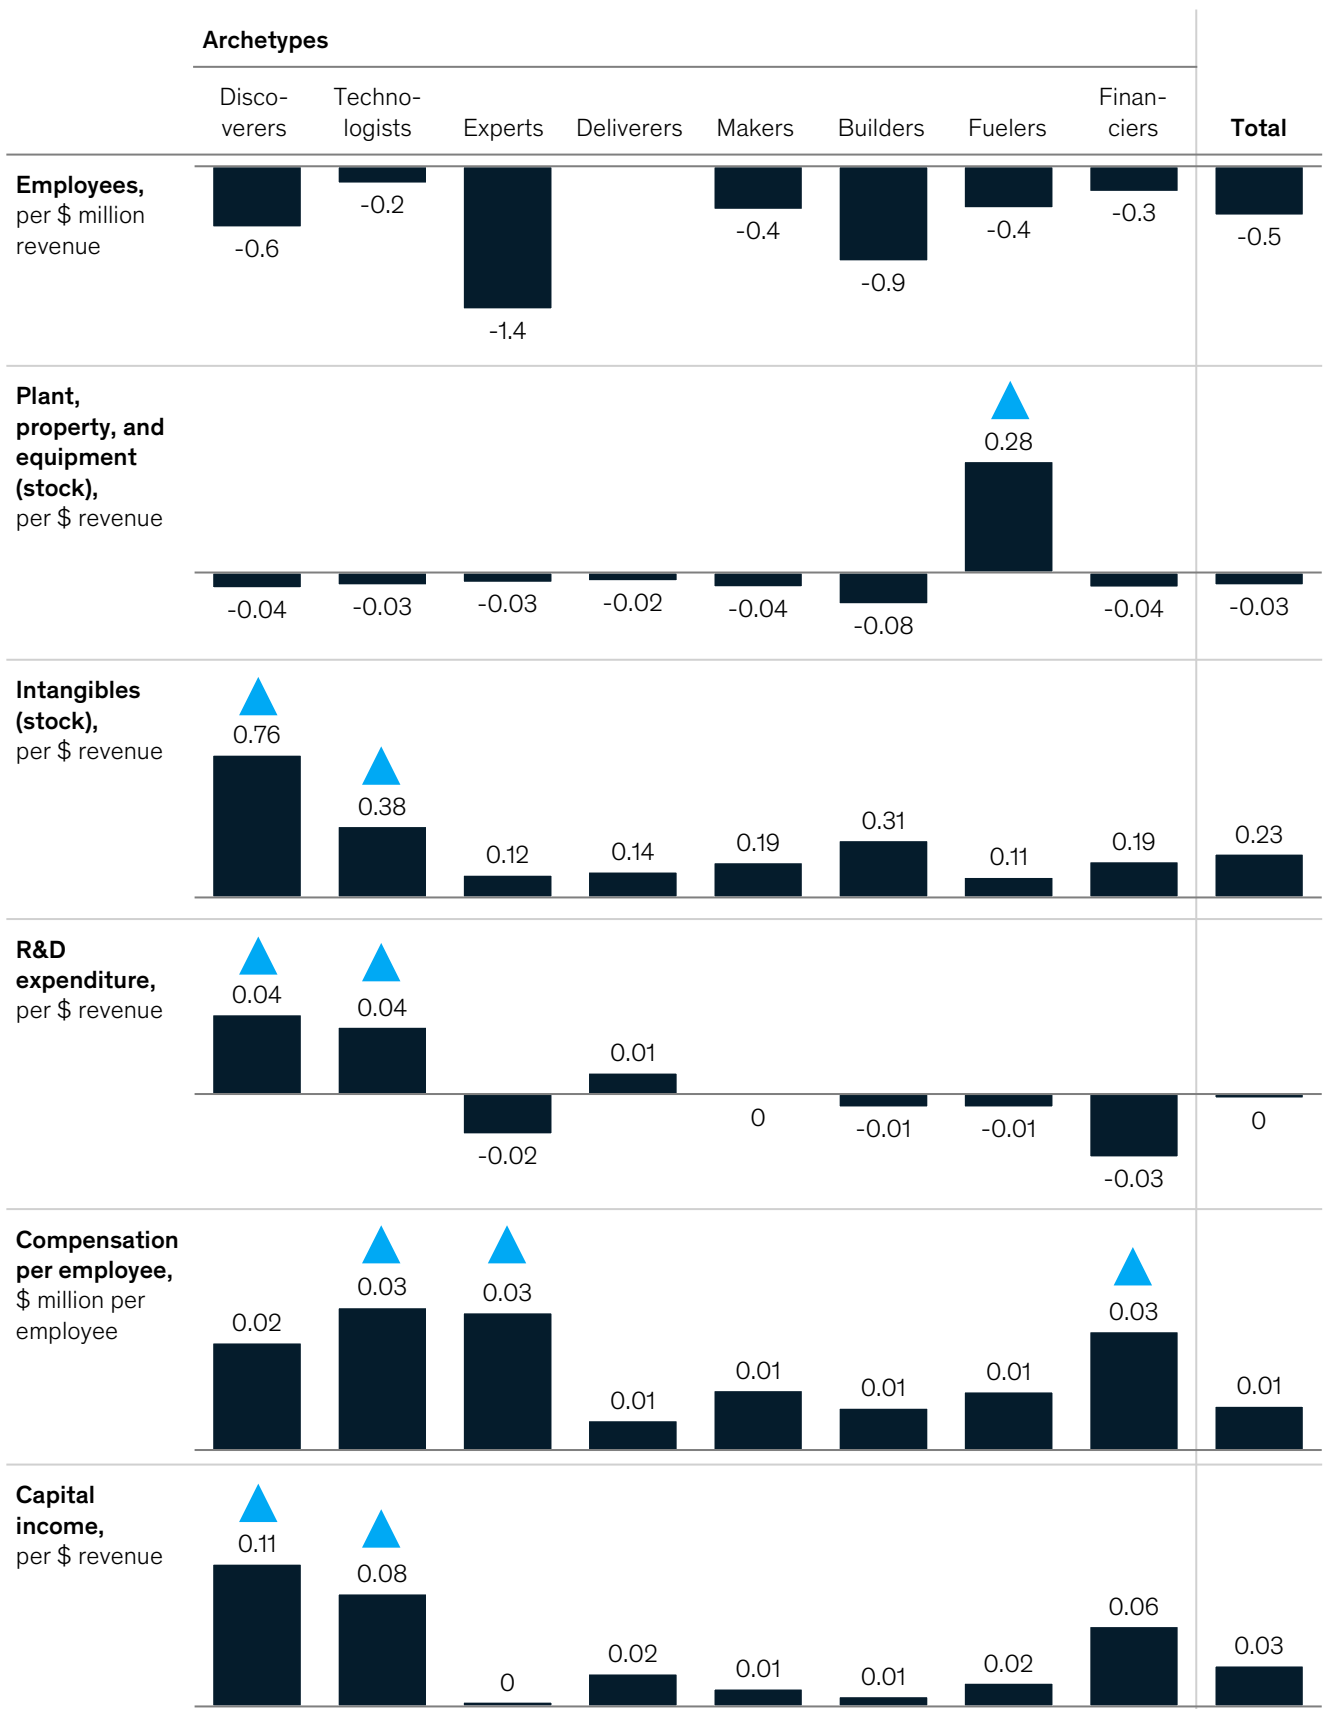 Archetypes
Disco-
verers
Techno-
logists
Experts
Deliverers
Makers
Builders
Fuelers
Finan-
ciers
Total
Employees,
per $ million
revenue
-0.6
-0.2
-1.4
-0.4
-0.9
-0.4
-0.3
-0.5
Plant,
property, and
equipment
(stock),
per $ revenue
-0.04
-0.03
-0.03
-0.02
-0.04
-0.08
0.28
-0.04
-0.03
Intangibles
(stock),
per $ revenue
0.76
0.38
0.12
0.14
0.19
0.31
0.11
0.19
0.23
R&D
expenditure,
per $ revenue
0.04
0.04
-0.02
0.01
0
-0.01
-0.01
-0.03
0
Compensation
per employee,
$ million per
employee
0.02
0.03
0.03
0.01
0.01
0.01
0.01
0.03
0.01
Capital
income,
per $ revenue
0.11
0.08
0
0.02
0.01
0.01
0.02
0.06
0.03